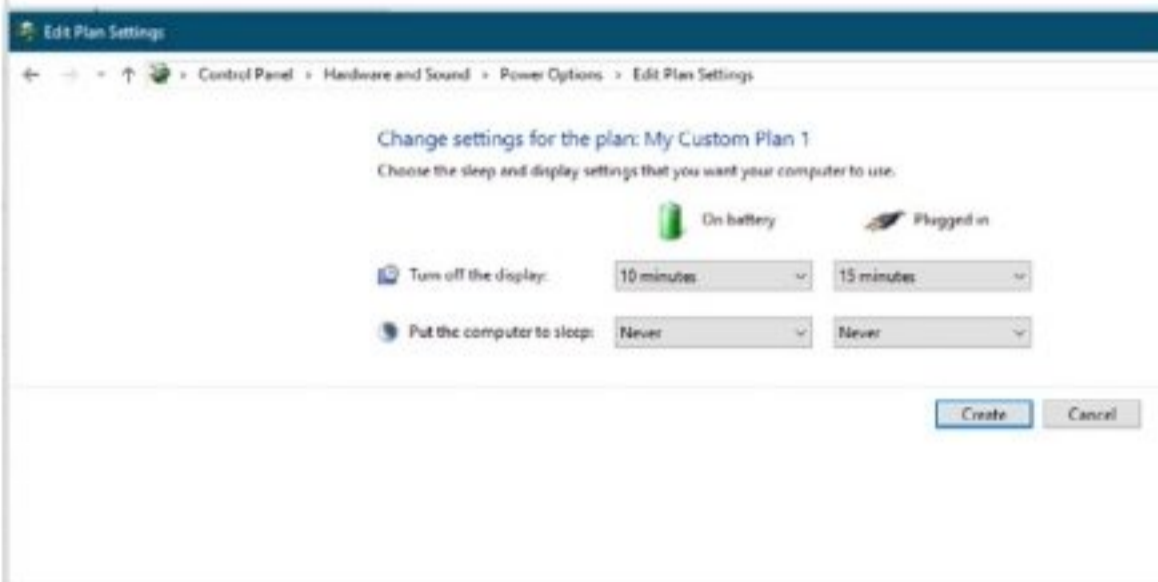 Edit Plan Settings
Control Panel > Hardware and Sound > Power Options > Edit Plan Settings
Change settings for the plan: My Custom Plan 1
Choose the sleep and display settings that you want your computer to use.
On battery Plugged in
Turn off the display: 10 minutes 15 minutes
Put the computer to sleep: Never Never
Create Cancel